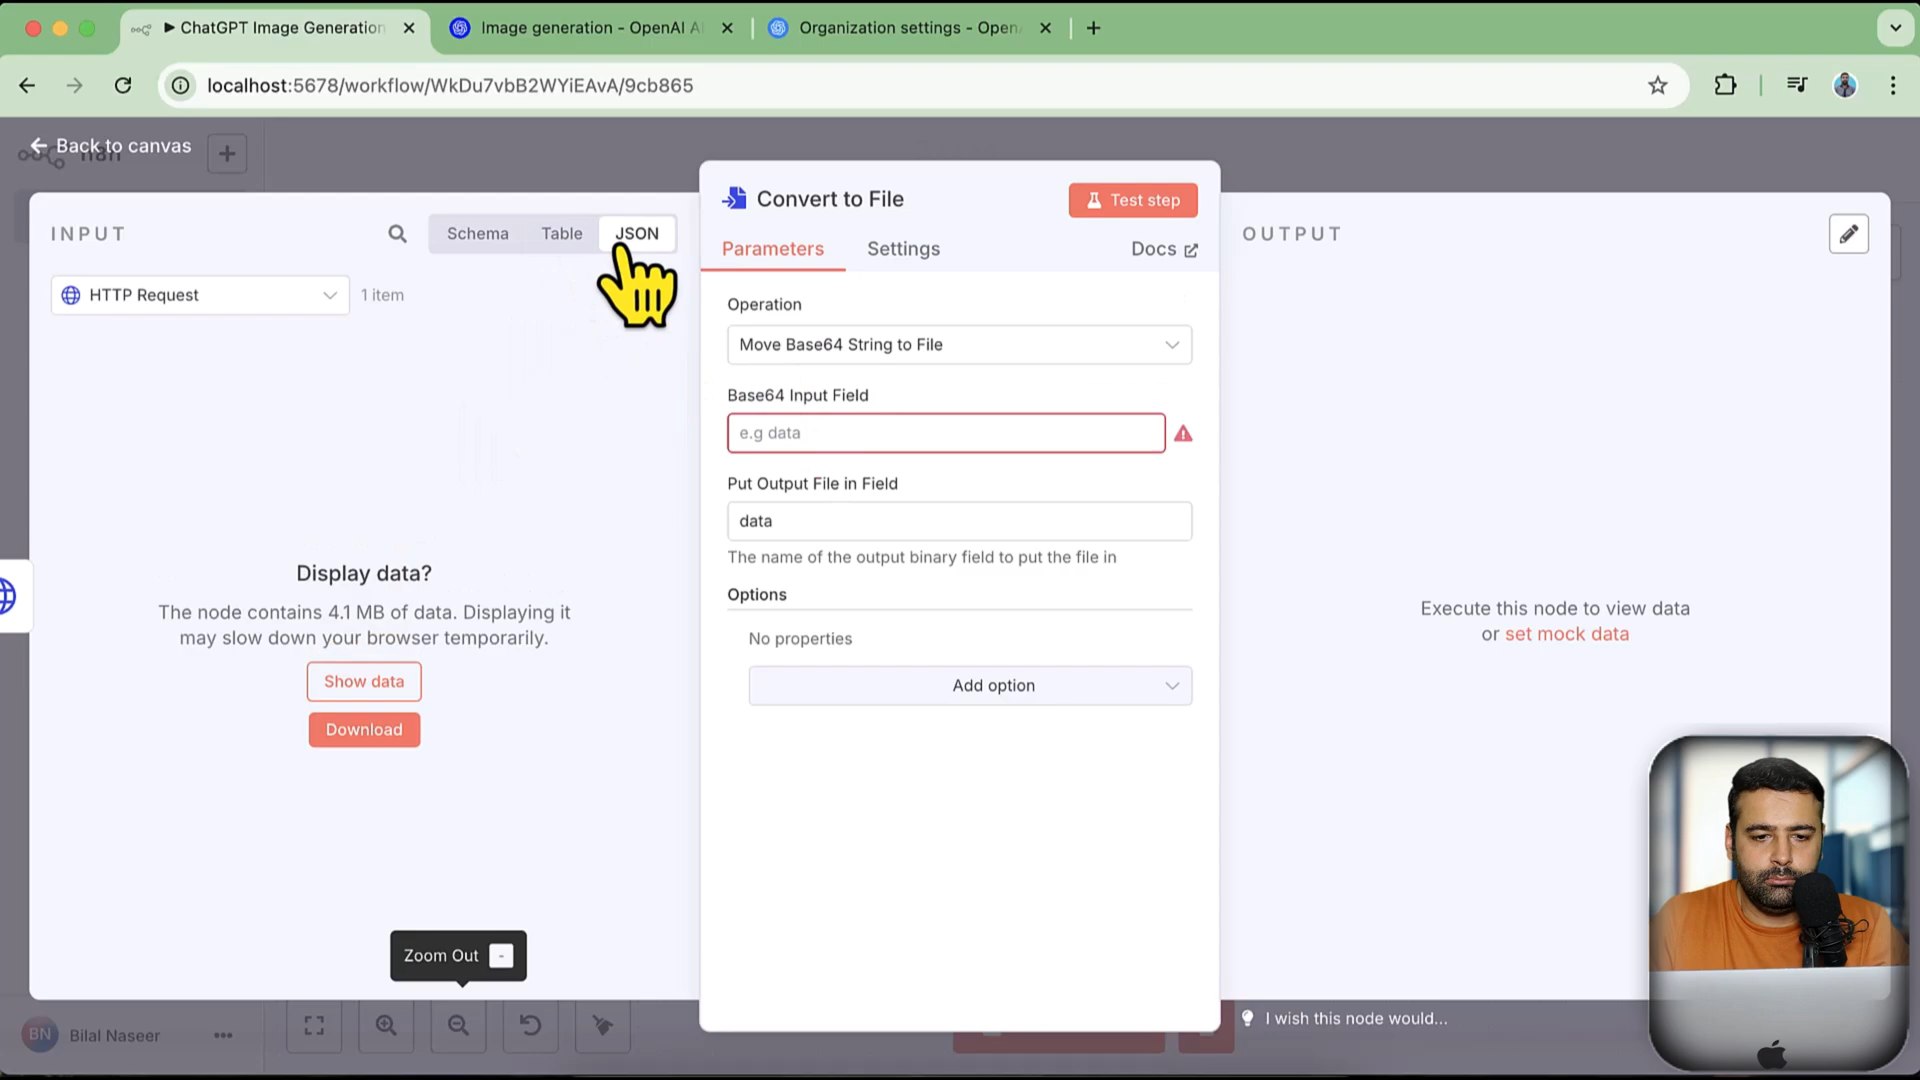 ▶ ChatGPT Image Generation
Image generation - OpenAI A
Organization settings - Open
localhost:5678/workflow/WkDu7vbB2WYiEAvA/9cb865
Back to canvas
n8n
INPUT
Schema
Table
JSON
HTTP Request
1 item
Display data?
The node contains 4.1 MB of data. Displaying it
may slow down your browser temporarily.
Show data
Download
Zoom Out -
Convert to File
Test step
Parameters
Settings
Docs
Operation
Move Base64 String to File
Base64 Input Field
e.g data
Put Output File in Field
data
The name of the output binary field to put the file in
Options
No properties
Add option
OUTPUT
Execute this node to view data
or set mock data
I wish this node would...
BN
Bilal Naseer